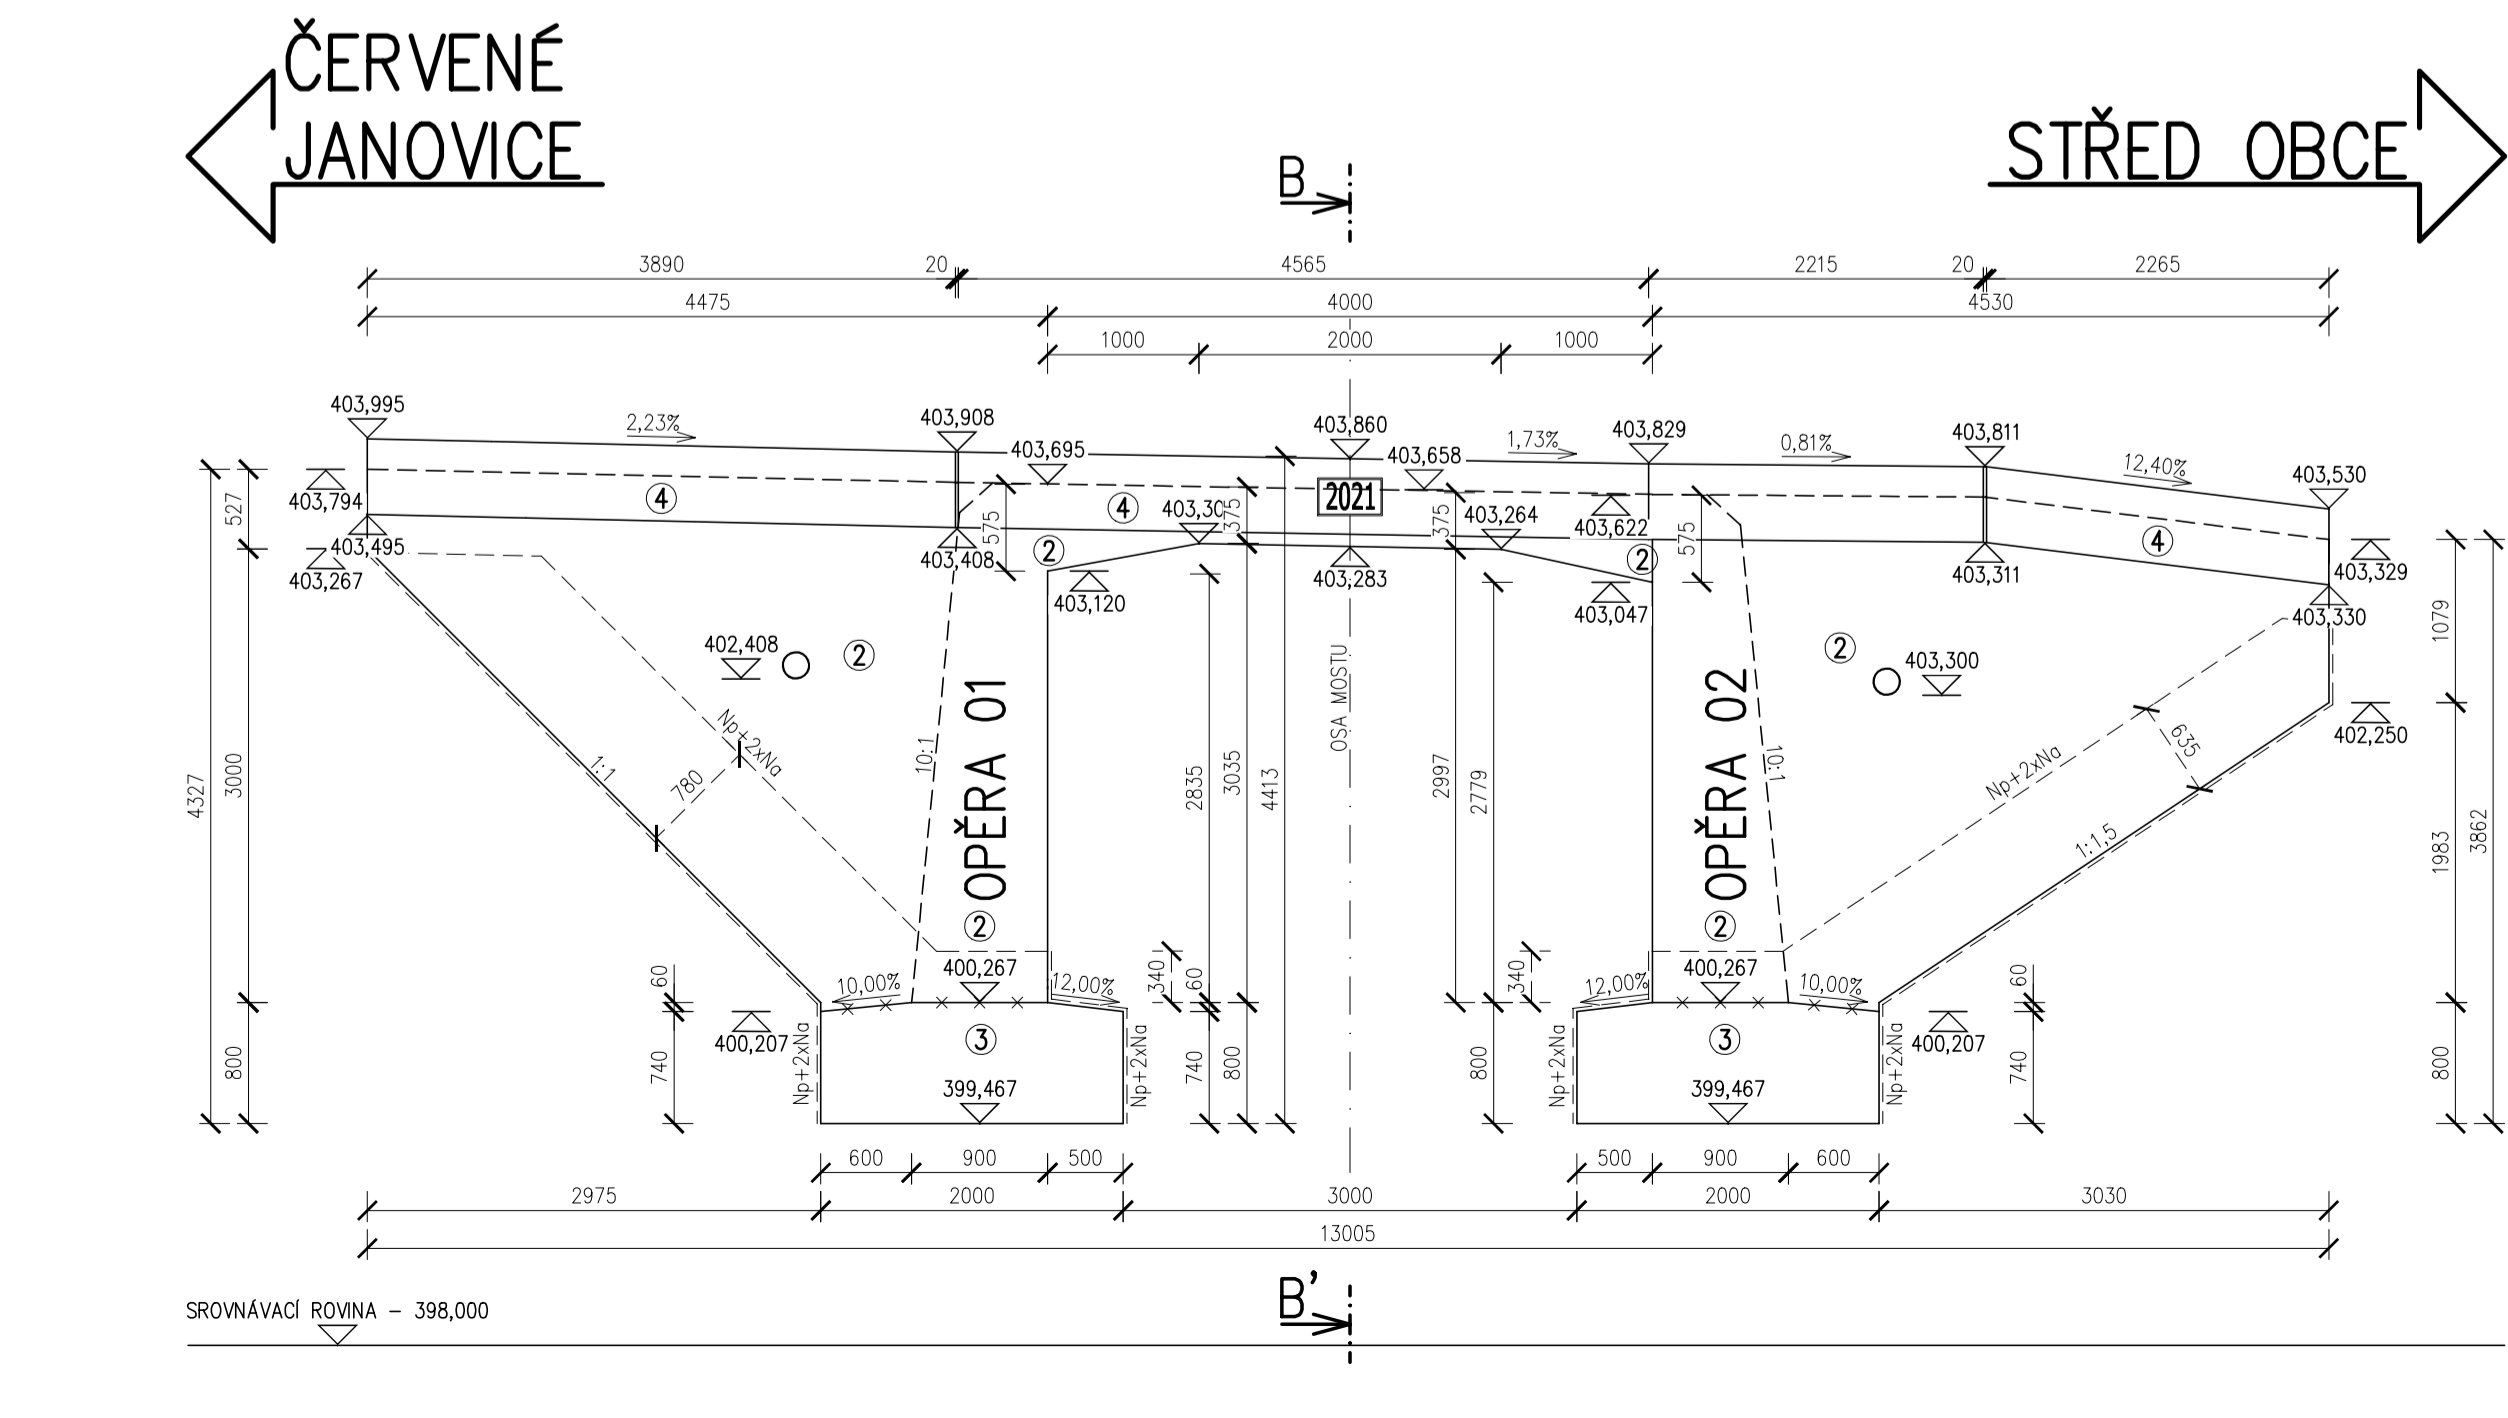 ČERVENÉ
JANOVICE
STŘED OBCE
B
3890 20 4565 2215 20 2265
4475 4000 4530
1000 2000 1000
403,995 2,23% 403,908 403,695 403,860 403,658 1,73% 403,829 0,81% 403,811 12,40% 403,530
403,794 527 4 4 575 403,30 375 2021 375 403,264 403,622 575 4
403,495 403,267 403,408 2 403,283 2 403,311 403,329
403,120 403,047 403,330
402,408 2 2 403,300 1079
OSA MOSTU
Np+2xNa 635 402,250
1:1 780 10:1 OPĚRA 01 OPĚRA 02 10:1 Np+2xNa
4327 3000 2835 3035 4413 2997 2779 1:1,5 1983 3862
2 2
60 10,00% 400,267 12,00% 340 60 340 12,00% 400,267 10,00% 60
400,207 3 3 400,207
800 740 Np+2xNa Np+2xNa 740 800 800 Np+2xNa Np+2xNa 740 800
399,467 399,467
600 900 500 500 900 600
2975 2000 3000 2000 3030
13005
B'
SROVNÁVACÍ ROVINA – 398,000